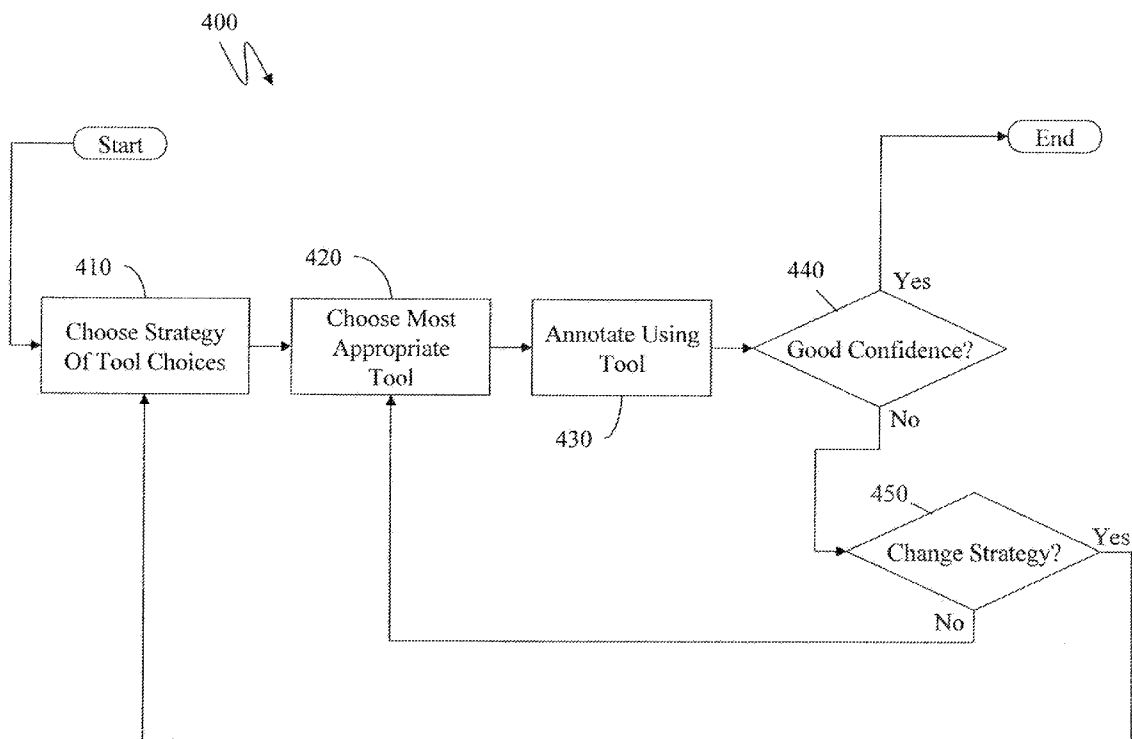 400
Start
End
410
Choose Strategy
Of Tool Choices
420
Choose Most
Appropriate
Tool
Annotate Using
Tool
430
440
Yes
Good Confidence?
No
450
Change Strategy?
Yes
No